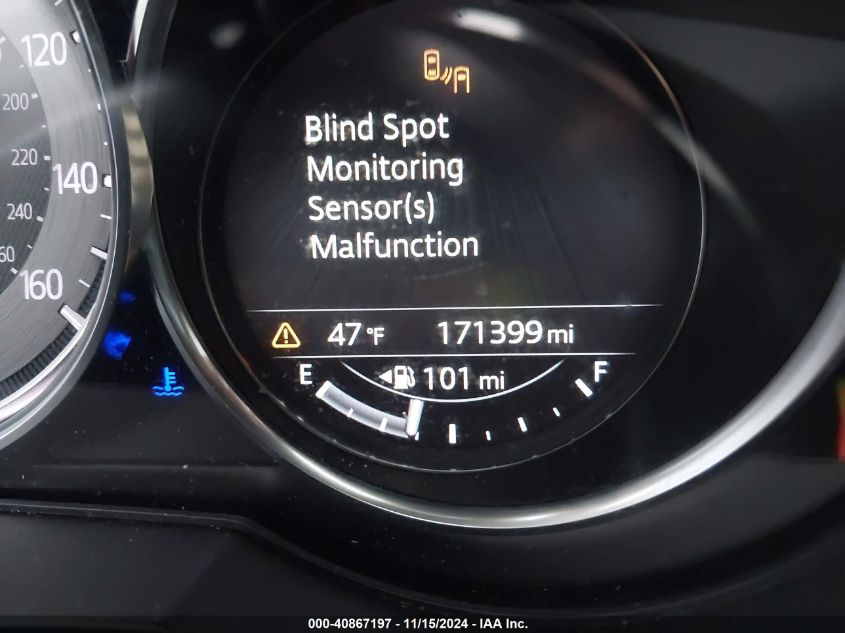 120
200
220
140
240
60
160
Blind Spot
Monitoring
Sensor(s)
Malfunction
47 °F 171399 mi
E 101 mi F
000-40867197 - 11/15/2024 - IAA Inc.